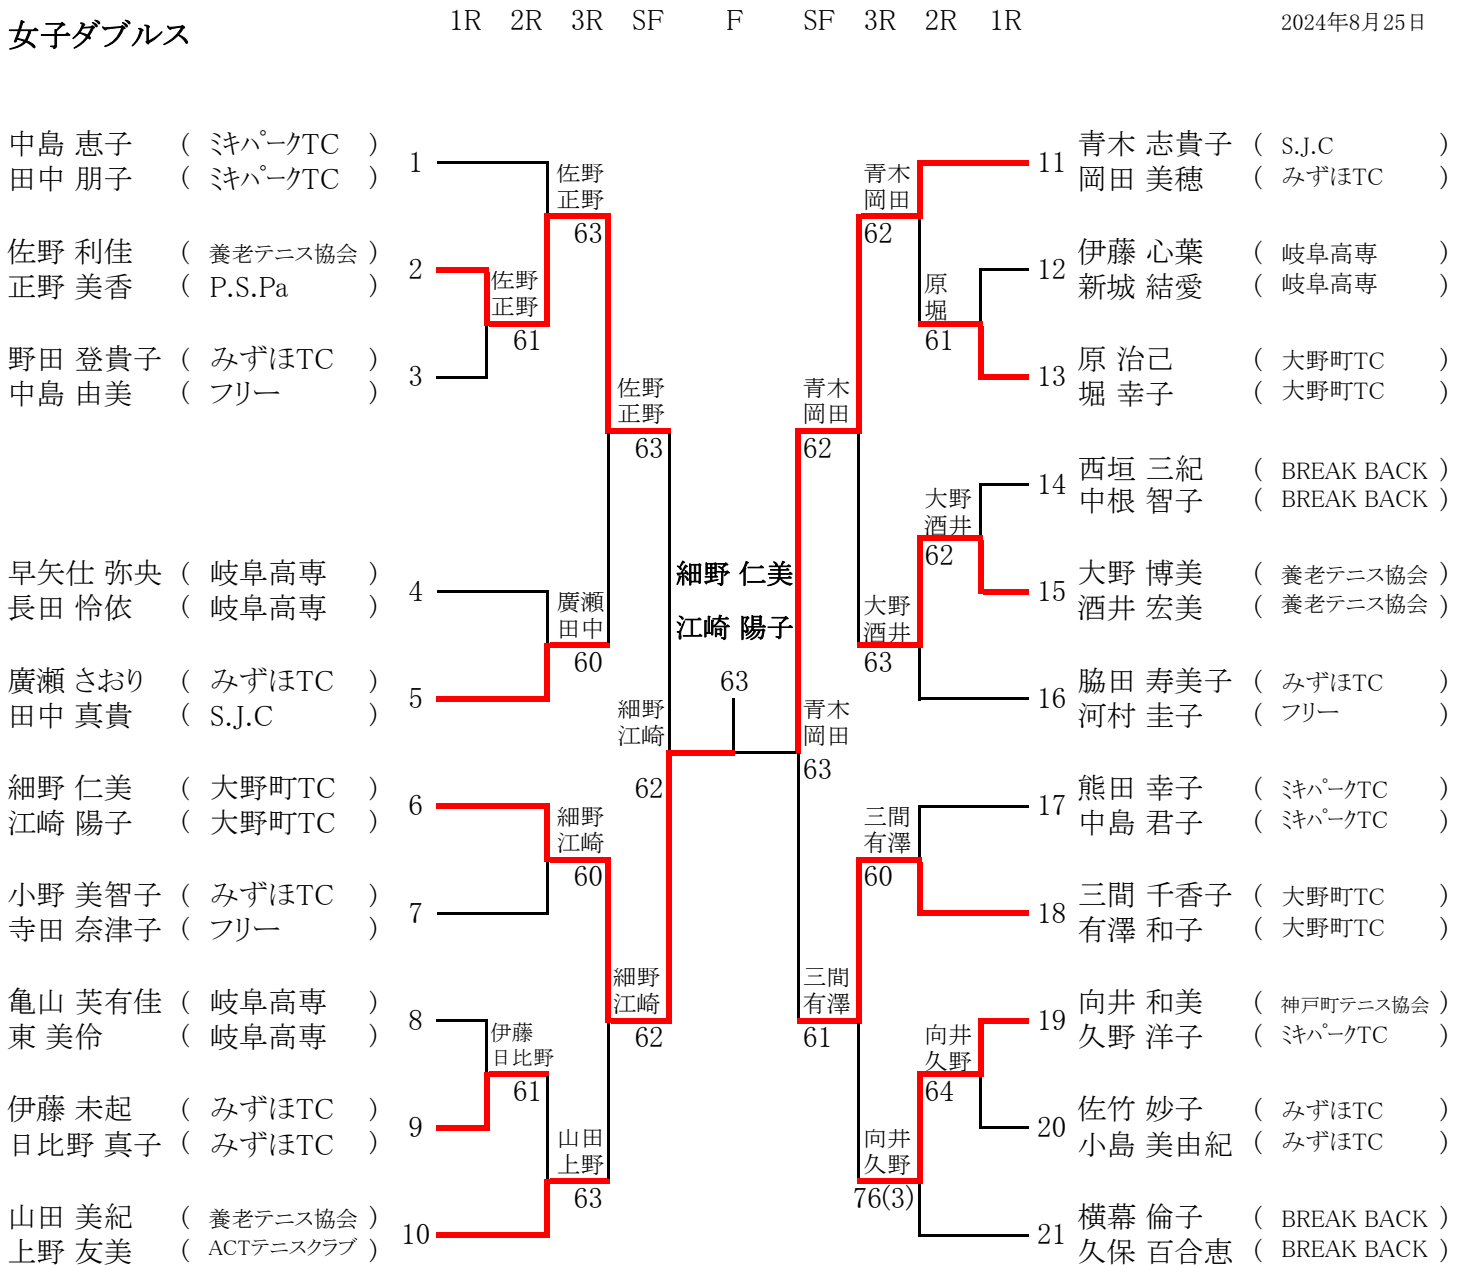 女子ダブルス
1R 2R 3R SF F SF 3R 2R 1R
2024年8月25日
中島 恵子 ( ミキパークTC )
田中 朋子 ( ミキパークTC )
1
佐野 利佳 ( 養老テニス協会 )
正野 美香 ( P.S.Pa )
2
野田 登貴子 ( みずほTC )
中島 由美 ( フリー )
3
早矢仕 弥央 ( 岐阜高専 )
長田 怜依 ( 岐阜高専 )
4
廣瀬 さおり ( みずほTC )
田中 真貴 ( S.J.C )
5
細野 仁美 ( 大野町TC )
江崎 陽子 ( 大野町TC )
6
小野 美智子 ( みずほTC )
寺田 奈津子 ( フリー )
7
亀山 芙有佳 ( 岐阜高専 )
東 美伶 ( 岐阜高専 )
8
伊藤 未起 ( みずほTC )
日比野 真子 ( みずほTC )
9
山田 美紀 ( 養老テニス協会 )
上野 友美 ( ACTテニスクラブ )
10
佐野
正野
61
伊藤
日比野
61
佐野
正野
63
廣瀬
田中
60
細野
江崎
60
山田
上野
63
佐野
正野
63
細野
江崎
62
細野
江崎
62
細野 仁美
江崎 陽子
63
青木
岡田
63
青木
岡田
62
三間
有澤
61
青木
岡田
62
大野
酒井
63
三間
有澤
60
向井
久野
76(3)
原
堀
61
大野
酒井
62
向井
久野
64
11
青木 志貴子 ( S.J.C )
岡田 美穂 ( みずほTC )
12
伊藤 心葉 ( 岐阜高専 )
新城 結愛 ( 岐阜高専 )
13
原 治己 ( 大野町TC )
堀 幸子 ( 大野町TC )
14
西垣 三紀 ( BREAK BACK )
中根 智子 ( BREAK BACK )
15
大野 博美 ( 養老テニス協会 )
酒井 宏美 ( 養老テニス協会 )
16
脇田 寿美子 ( みずほTC )
河村 圭子 ( フリー )
17
熊田 幸子 ( ミキパークTC )
中島 君子 ( ミキパークTC )
18
三間 千香子 ( 大野町TC )
有澤 和子 ( 大野町TC )
19
向井 和美 ( 神戸町テニス協会 )
久野 洋子 ( ミキパークTC )
20
佐竹 妙子 ( みずほTC )
小島 美由紀 ( みずほTC )
21
横幕 倫子 ( BREAK BACK )
久保 百合恵 ( BREAK BACK )